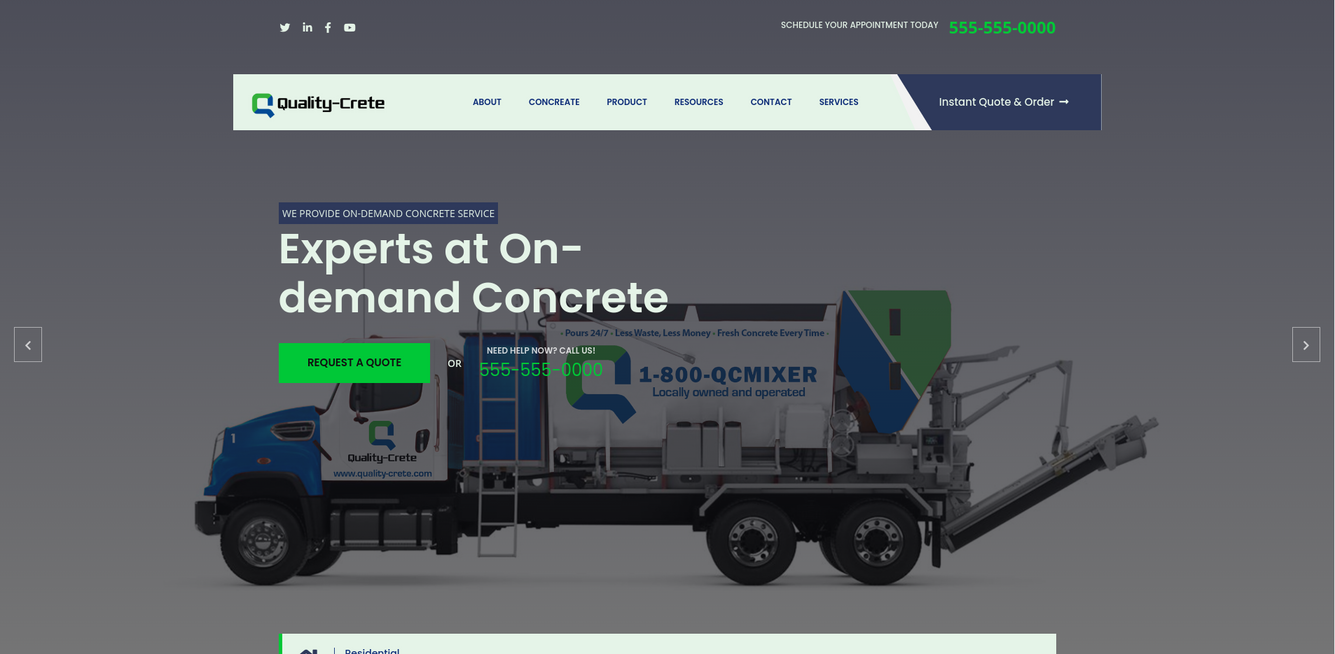 SCHEDULE YOUR APPOINTMENT TODAY 555-555-0000
Quality-Crete
ABOUT CONCREATE PRODUCT RESOURCES CONTACT SERVICES
Instant Quote & Order
WE PROVIDE ON-DEMAND CONCRETE SERVICE
Experts at On-
demand Concrete
- Pours 24/7 - Less Waste, Less Money - Fresh Concrete Every Time -
REQUEST A QUOTE
OR
NEED HELP NOW? CALL US!
555-555-0000
1-800-QCMIXER
Locally owned and operated
1
Quality-Crete
www.quality-crete.com
Residential